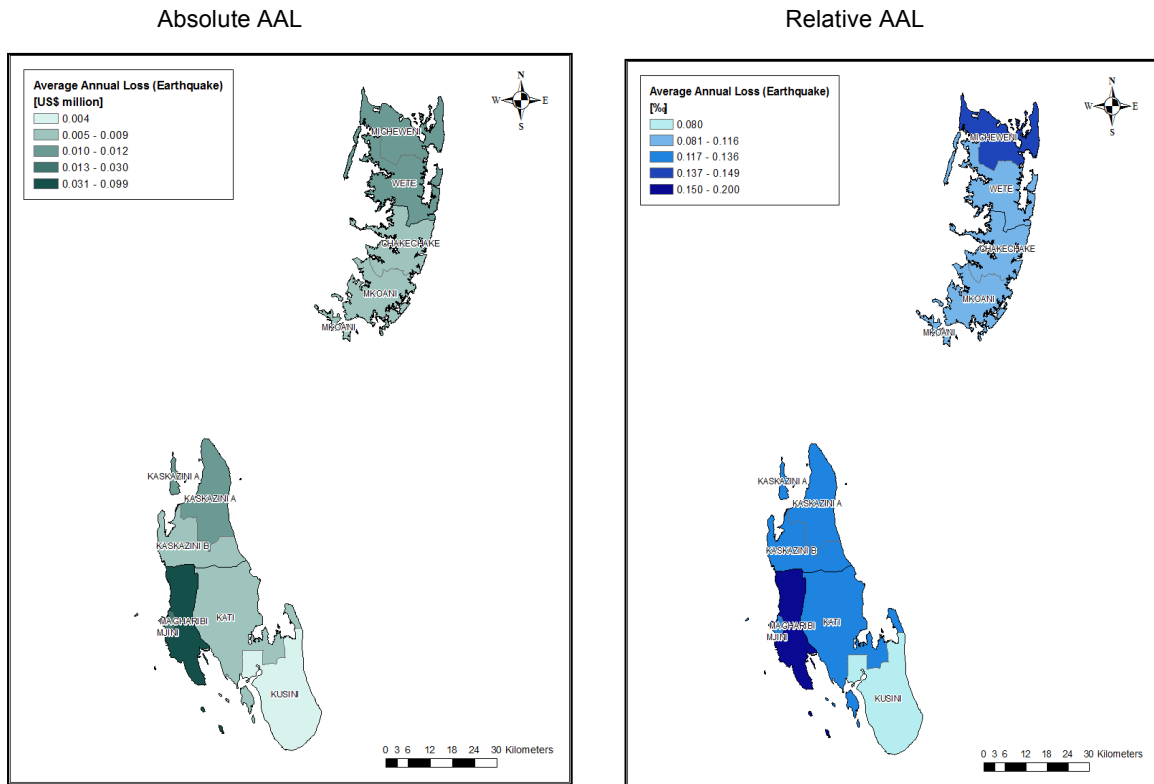 Absolute AAL
Relative AAL
Average Annual Loss (Earthquake)
[US$ million]
0.004
0.005 - 0.009
0.010 - 0.012
0.013 - 0.030
0.031 - 0.099
N
W
E
S
MICHEWENI
WETE
CHAKECHAKE
MKOANI
MKOANI
KASKAZINI A
KASKAZINI A
KASKAZINI B
MAGHARIBI
MJINI
KATI
KUSINI
0 3 6 12 18 24 30 Kilometers
Average Annual Loss (Earthquake)
[‰]
0.080
0.081 - 0.116
0.117 - 0.136
0.137 - 0.149
0.150 - 0.200
N
W
E
S
MICHEWENI
WETE
CHAKECHAKE
MKOANI
MKOANI
KASKAZINI A
KASKAZINI A
KASKAZINI B
MAGHARIBI
MJINI
KATI
KUSINI
0 3 6 12 18 24 30 Kilometers